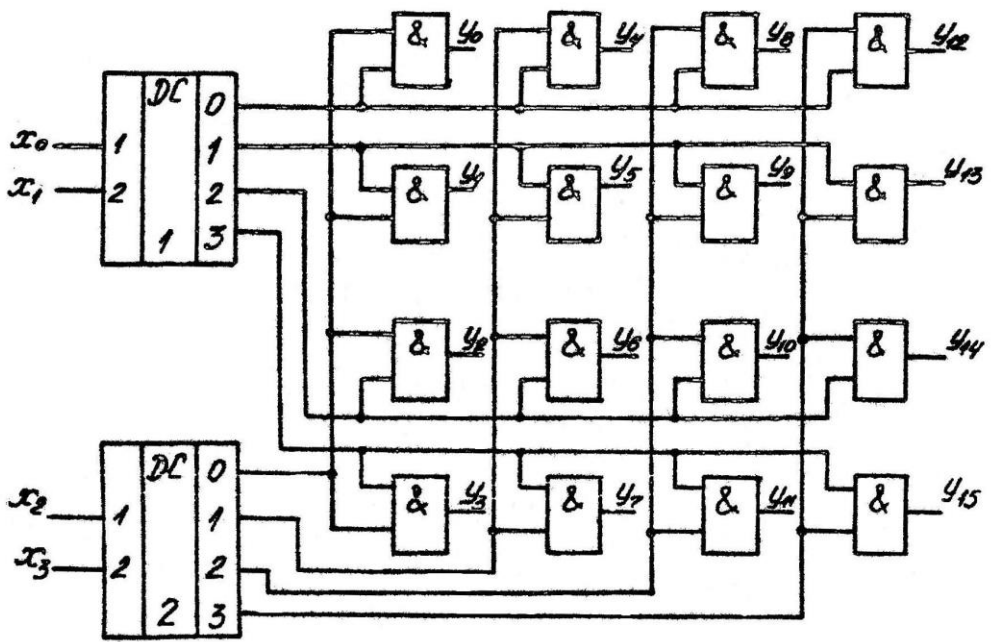 & y₀ & y₄ & y₈ & y₁₂
DC 0
x₀ 1 1 & y₁ & y₅ & y₉ & y₁₃
x₁ 2 2
1 3
& y₂ & y₆ & y₁₀ & y₁₄
DC 0
x₂ 1 1 & y₃ & y₇ & y₁₁ & y₁₅
x₃ 2 2
2 3